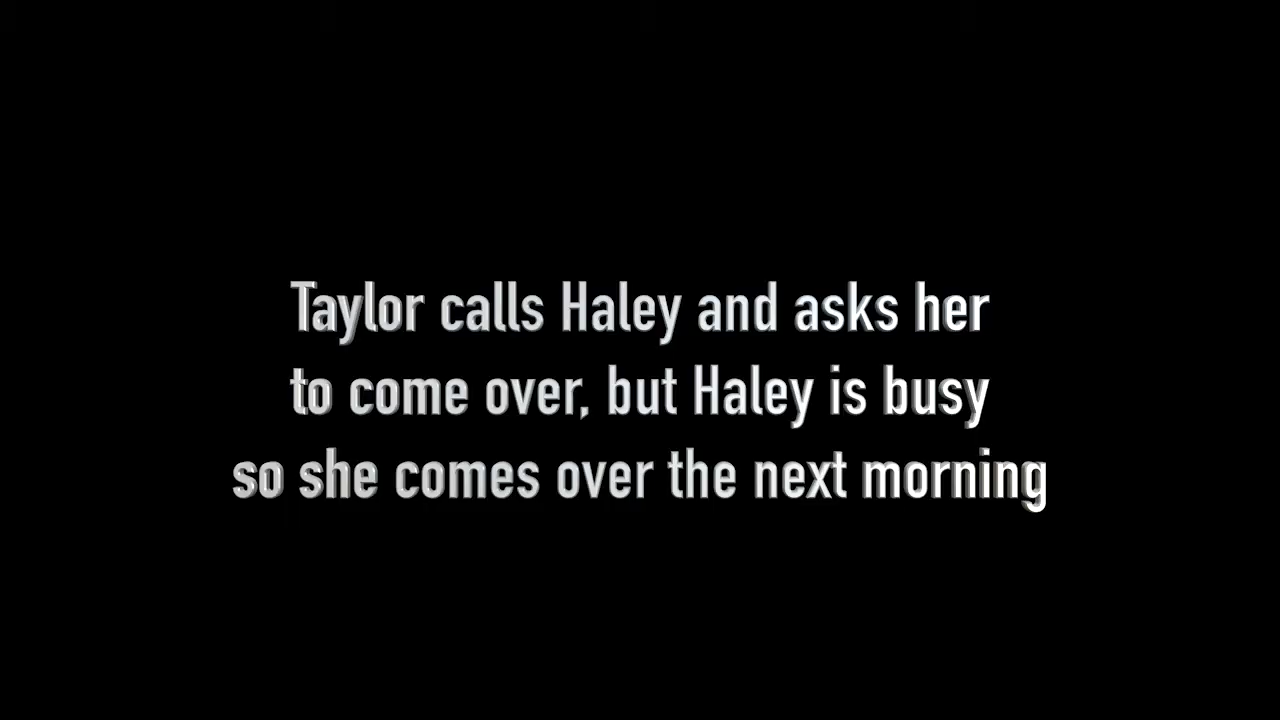 Taylor calls Haley and asks her
to come over, but Haley is busy
so she comes over the next morning